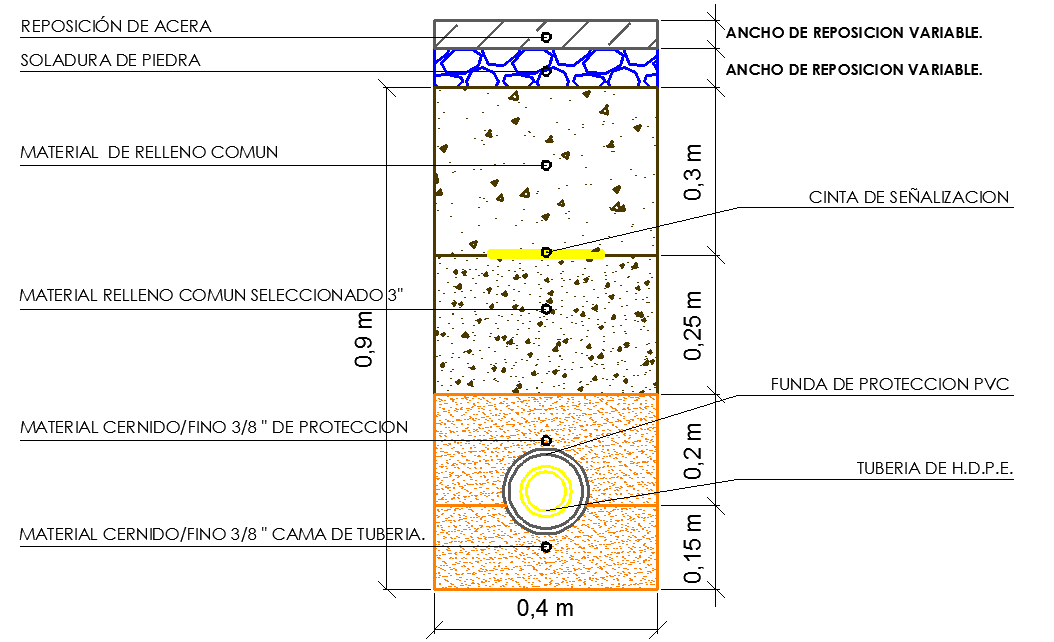 REPOSICIÓN DE ACERA
ANCHO DE REPOSICION VARIABLE.
SOLADURA DE PIEDRA
ANCHO DE REPOSICION VARIABLE.
MATERIAL DE RELLENO COMUN
0,3 m
CINTA DE SEÑALIZACION
MATERIAL RELLENO COMUN SELECCIONADO 3"
0,9 m
0,25 m
FUNDA DE PROTECCION PVC
MATERIAL CERNIDO/FINO 3/8 " DE PROTECCION
0,2 m
TUBERIA DE H.D.P.E.
MATERIAL CERNIDO/FINO 3/8 " CAMA DE TUBERIA.
0,15 m
0,4 m